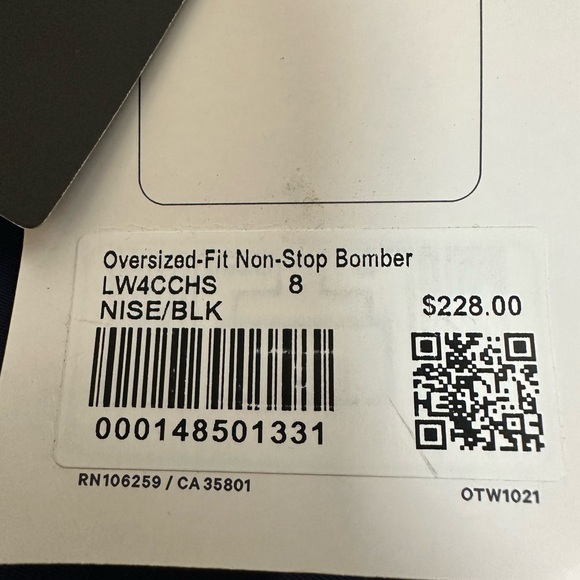 Oversized-Fit Non-Stop Bomber
LW4CCHS 8
NISE/BLK $228.00
000148501331
RN106259 / CA 35801
OTW1021